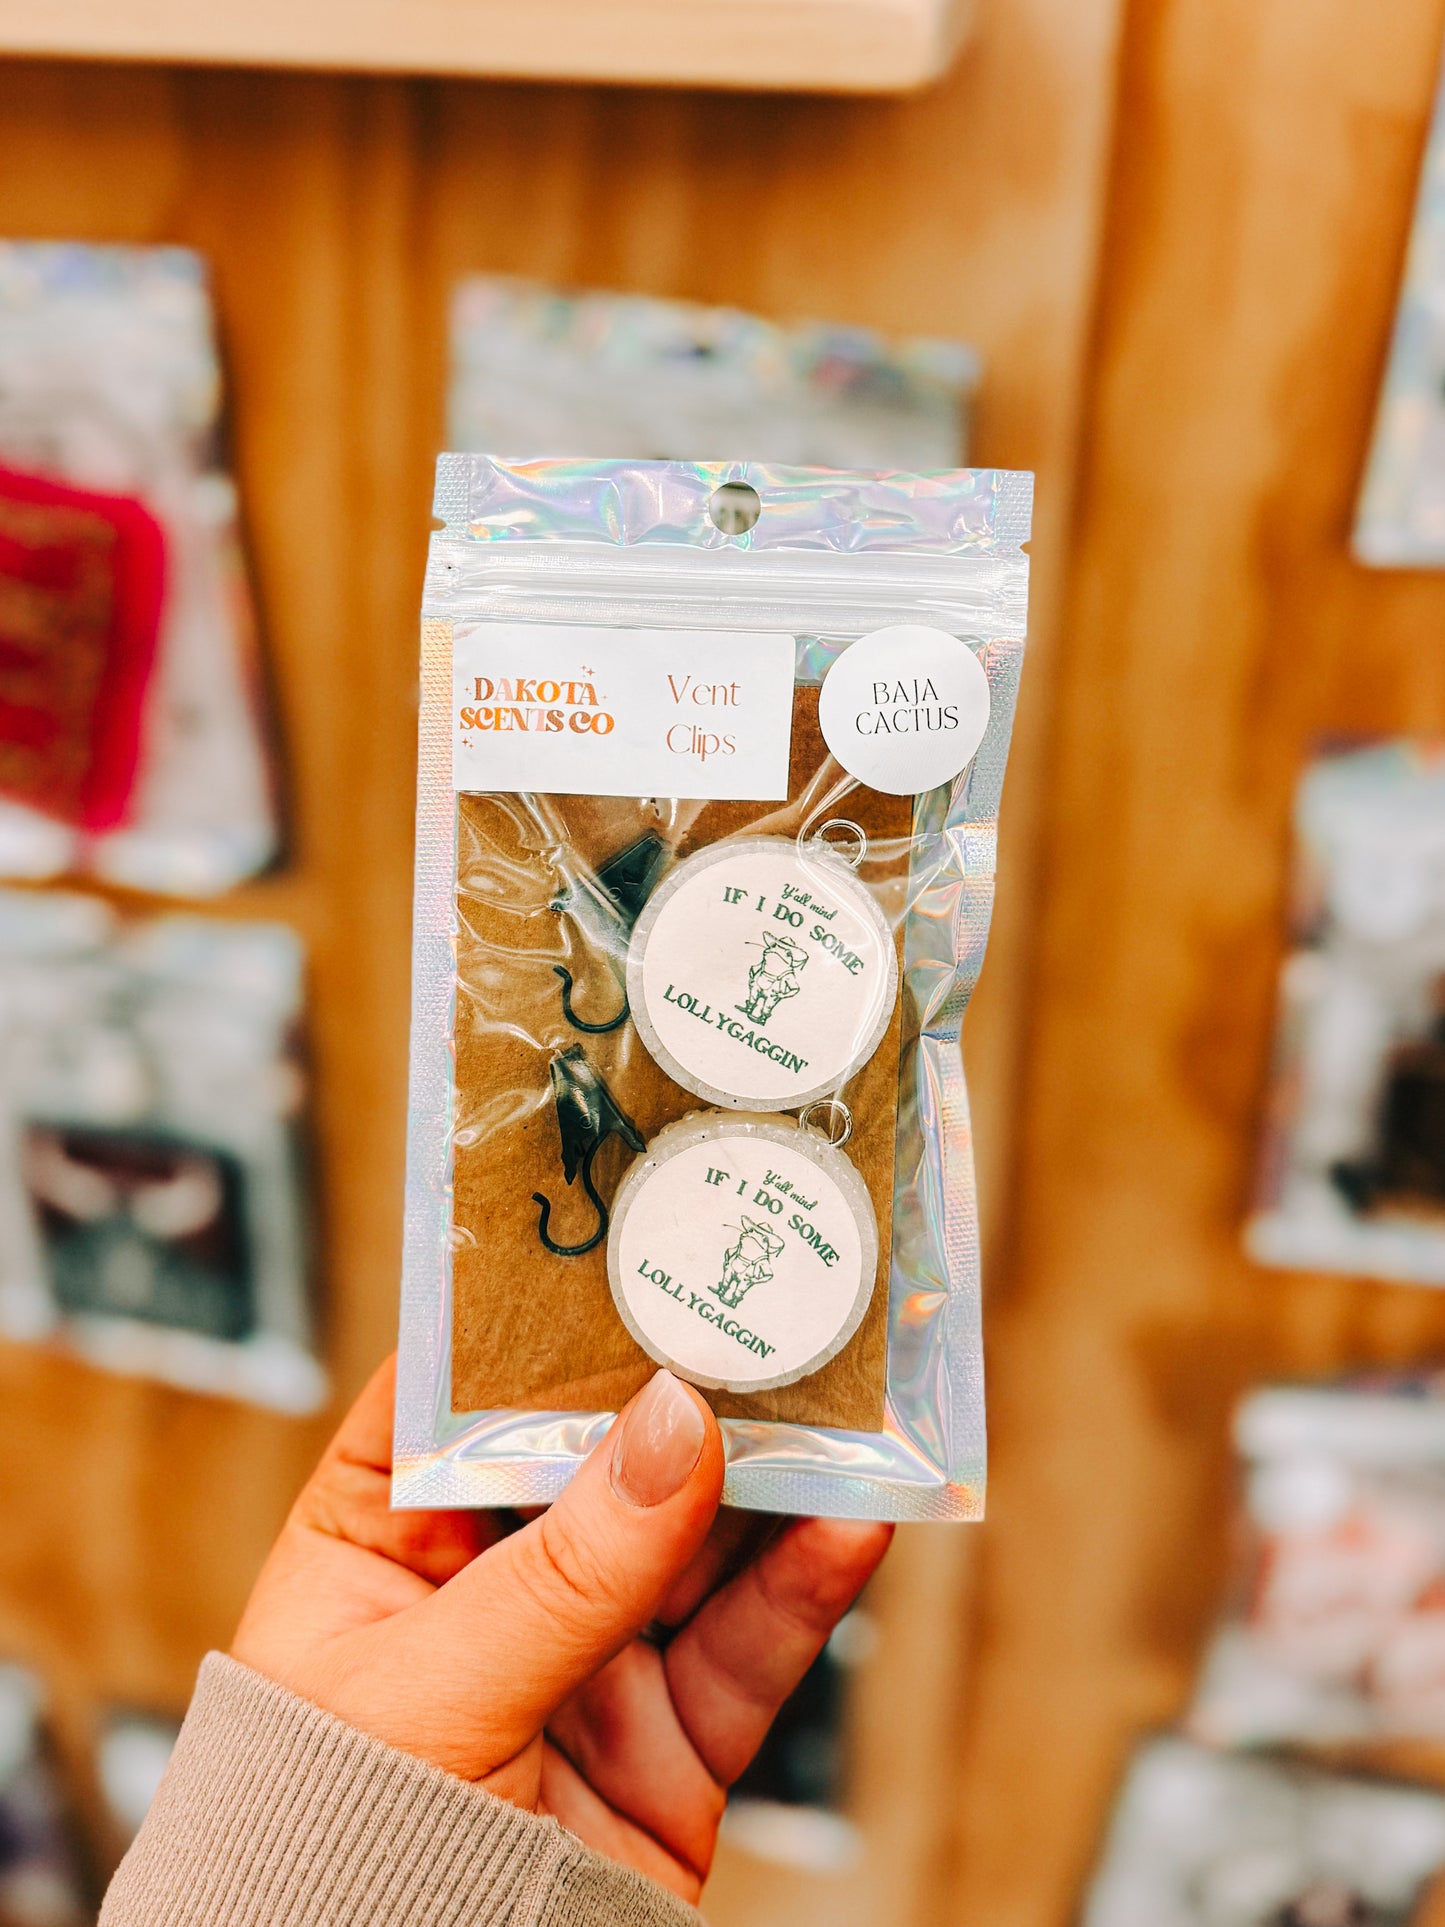 DAKOTA
SCENTS CO
Vent
Clips
BAJA
CACTUS
Y'all mind
IF I DO SOME
LOLLYGAGGIN'
Y'all mind
IF I DO SOME
LOLLYGAGGIN'